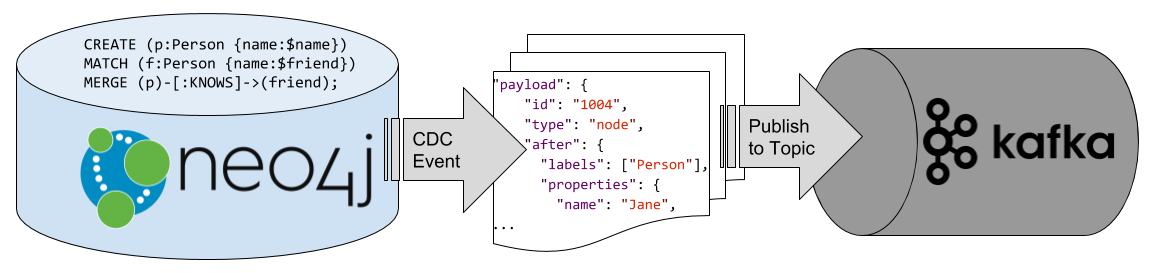 CREATE (p:Person {name:$name})
MATCH (f:Person {name:$friend})
MERGE (p)-[:KNOWS]->(friend);
neo4j
CDC
Event
"payload": {
"id": "1004",
"type": "node",
"after": {
"labels": ["Person"],
"properties": {
"name": "Jane",
...
Publish
to Topic
kafka